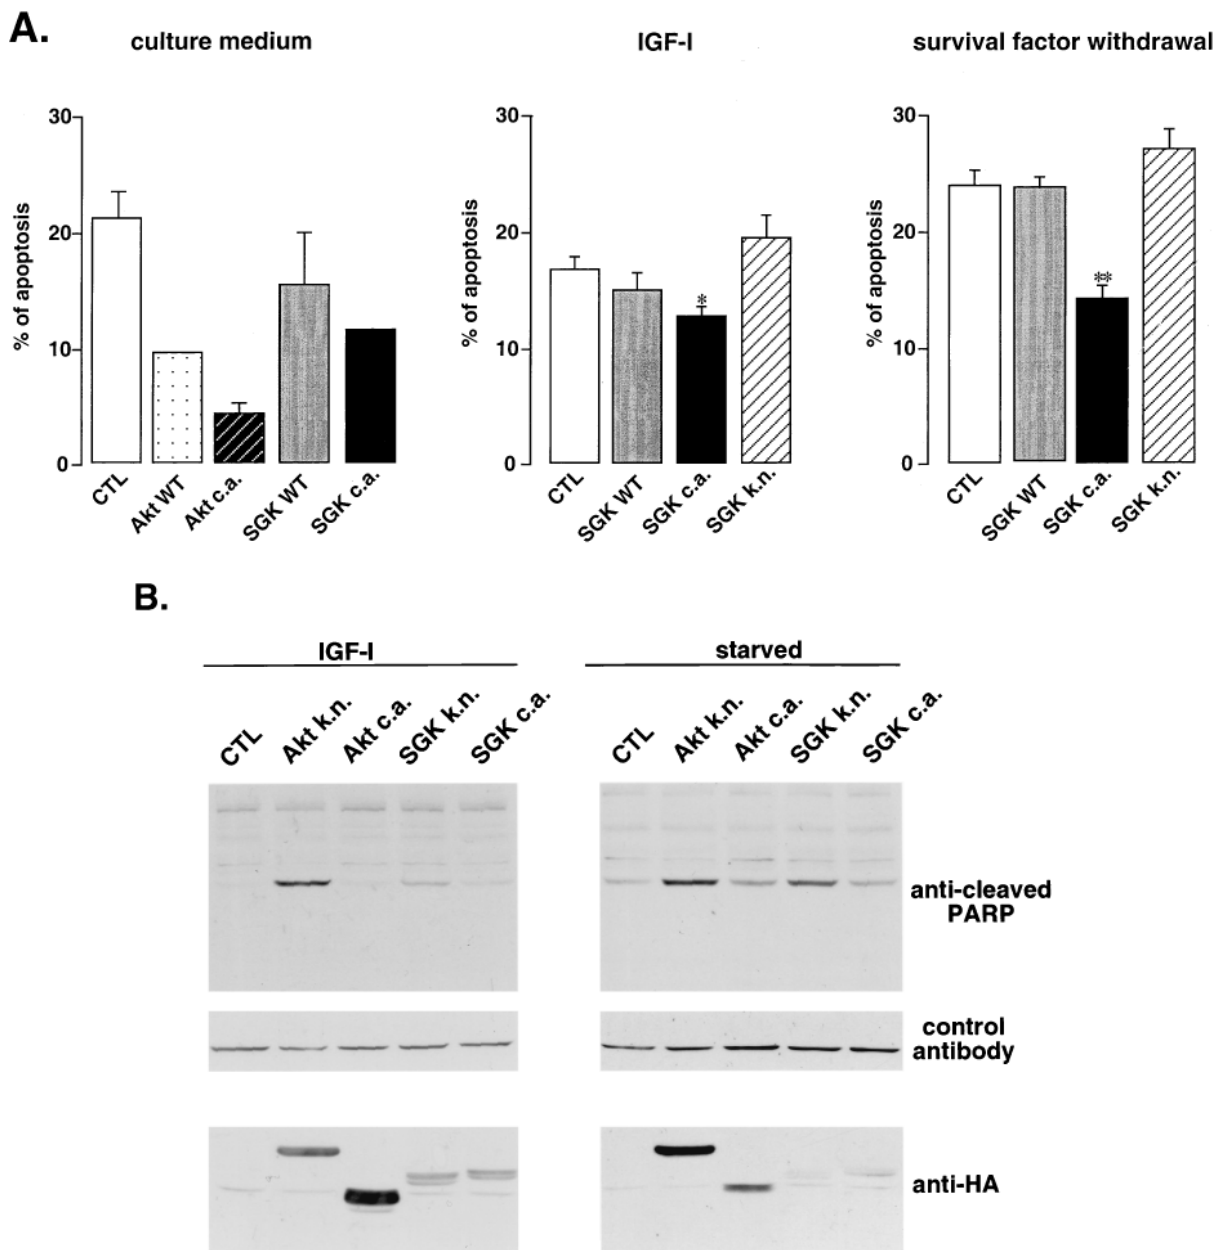 A.
culture medium
30
20
10
0
% of apoptosis
CTL
Akt WT
Akt c.a.
SGK WT
SGK c.a.
IGF-I
30
20
10
0
% of apoptosis
CTL
SGK WT
*
SGK c.a.
SGK k.n.
survival factor withdrawal
30
20
10
0
% of apoptosis
CTL
SGK WT
**
SGK c.a.
SGK k.n.
B.
IGF-I
CTL
Akt k.n.
Akt c.a.
SGK k.n.
SGK c.a.
starved
CTL
Akt k.n.
Akt c.a.
SGK k.n.
SGK c.a.
anti-cleaved
PARP
control
antibody
anti-HA